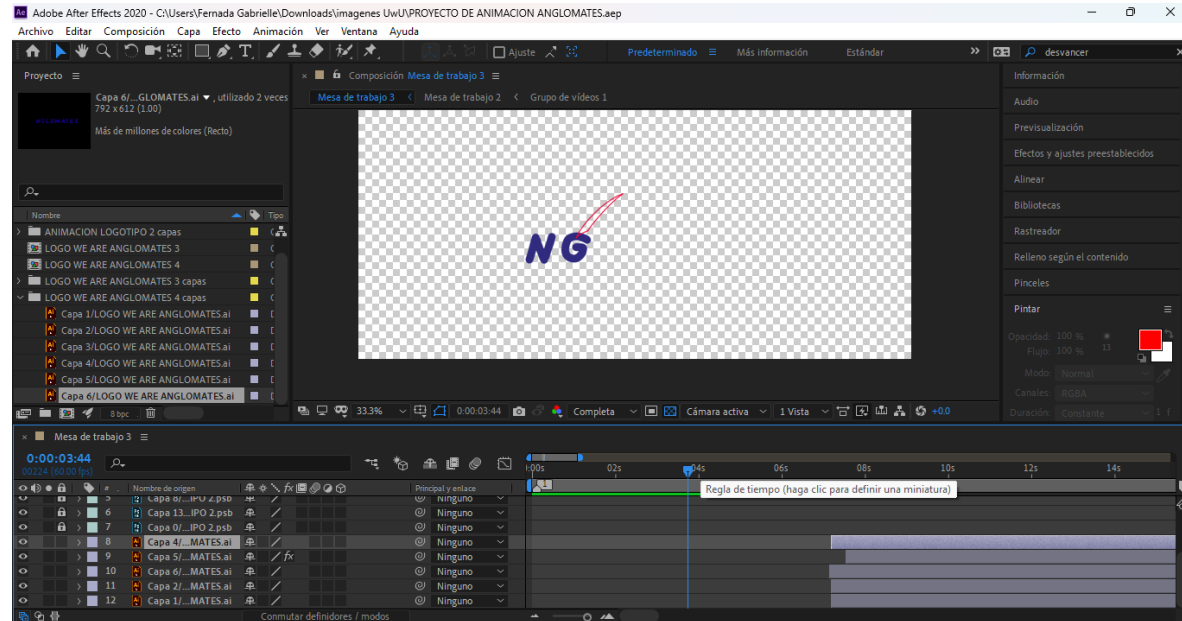 Adobe After Effects 2020 - C:\Users\Fernada Gabrielle\Downloads\imagenes UwU\PROYECTO DE ANIMACION ANGLOMATES.aep
Archivo Editar Composición Capa Efecto Animación Ver Ventana Ayuda
Ajuste Predeterminado Más información Estándar desvancer
Proyecto
Composición Mesa de trabajo 3
Información
Capa 6/...GLOMATES.ai , utilizado 2 veces
792 x 612 (1.00)
Más de millones de colores (Recto)
Mesa de trabajo 3 Mesa de trabajo 2 Grupo de vídeos 1
Audio
Previsualización
Efectos y ajustes preestablecidos
Alinear
Bibliotecas
Rastreador
Relleno según el contenido
Pinceles
Pintar
Opacidad: 100 %
Flujo: 100 % 13
Modo: Normal
Canales: RGBA
Duración: Constante
NG
Nombre Tipo
ANIMACION LOGOTIPO 2 capas
LOGO WE ARE ANGLOMATES 3
LOGO WE ARE ANGLOMATES 4
LOGO WE ARE ANGLOMATES 3 capas
LOGO WE ARE ANGLOMATES 4 capas
Capa 1/LOGO WE ARE ANGLOMATES.ai
Capa 2/LOGO WE ARE ANGLOMATES.ai
Capa 3/LOGO WE ARE ANGLOMATES.ai
Capa 4/LOGO WE ARE ANGLOMATES.ai
Capa 5/LOGO WE ARE ANGLOMATES.ai
Capa 6/LOGO WE ARE ANGLOMATES.ai
8 bpc
33.3% 0:00:03:44 Completa Cámara activa 1 Vista +0.0
Mesa de trabajo 3
0:00:03:44
00224 (60.00 fps)
:00s 02s 04s 06s 08s 10s 12s 14s
# Nombre de origen Principal y enlace
1
Regla de tiempo (haga clic para definir una miniatura)
5 Capa 8/...IPO 2.psb Ninguno
6 Capa 13...IPO 2.psb Ninguno
7 Capa 0/...IPO 2.psb Ninguno
8 Capa 4/...MATES.ai Ninguno
9 Capa 5/...MATES.ai Ninguno
10 Capa 6/...MATES.ai Ninguno
11 Capa 2/...MATES.ai Ninguno
12 Capa 1/...MATES.ai Ninguno
Conmutar definidores / modos